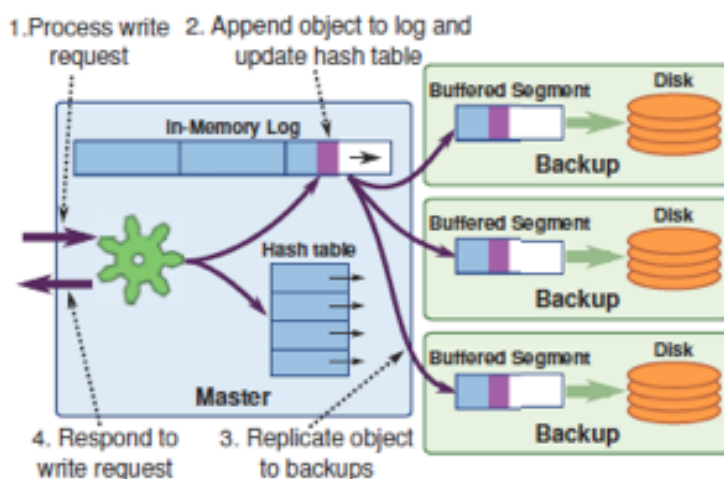 1.Process write
request
2. Append object to log and
update hash table
In-Memory Log
Hash table
Master
Buffered Segment
Disk
Backup
Buffered Segment
Disk
Backup
Buffered Segment
Disk
Backup
4. Respond to
write request
3. Replicate object
to backups